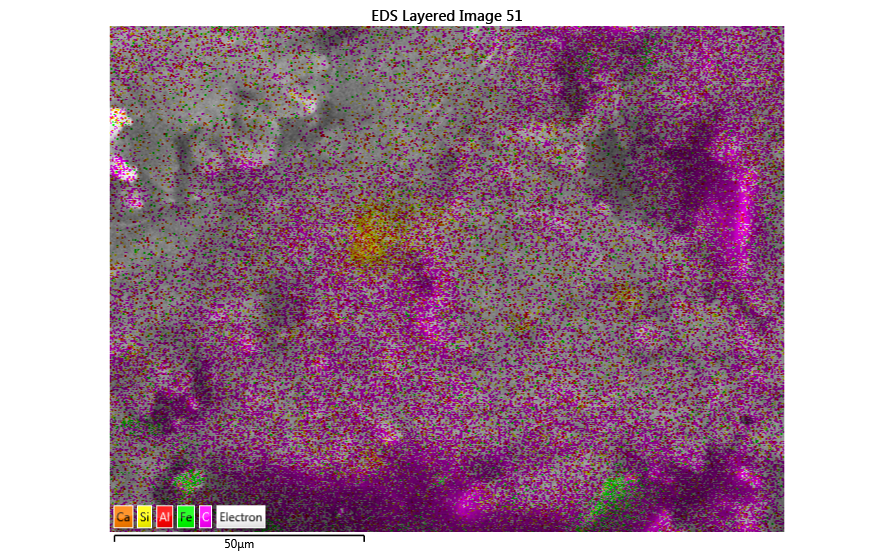 EDS Layered Image 51
Ca Si Al Fe C Electron
50µm